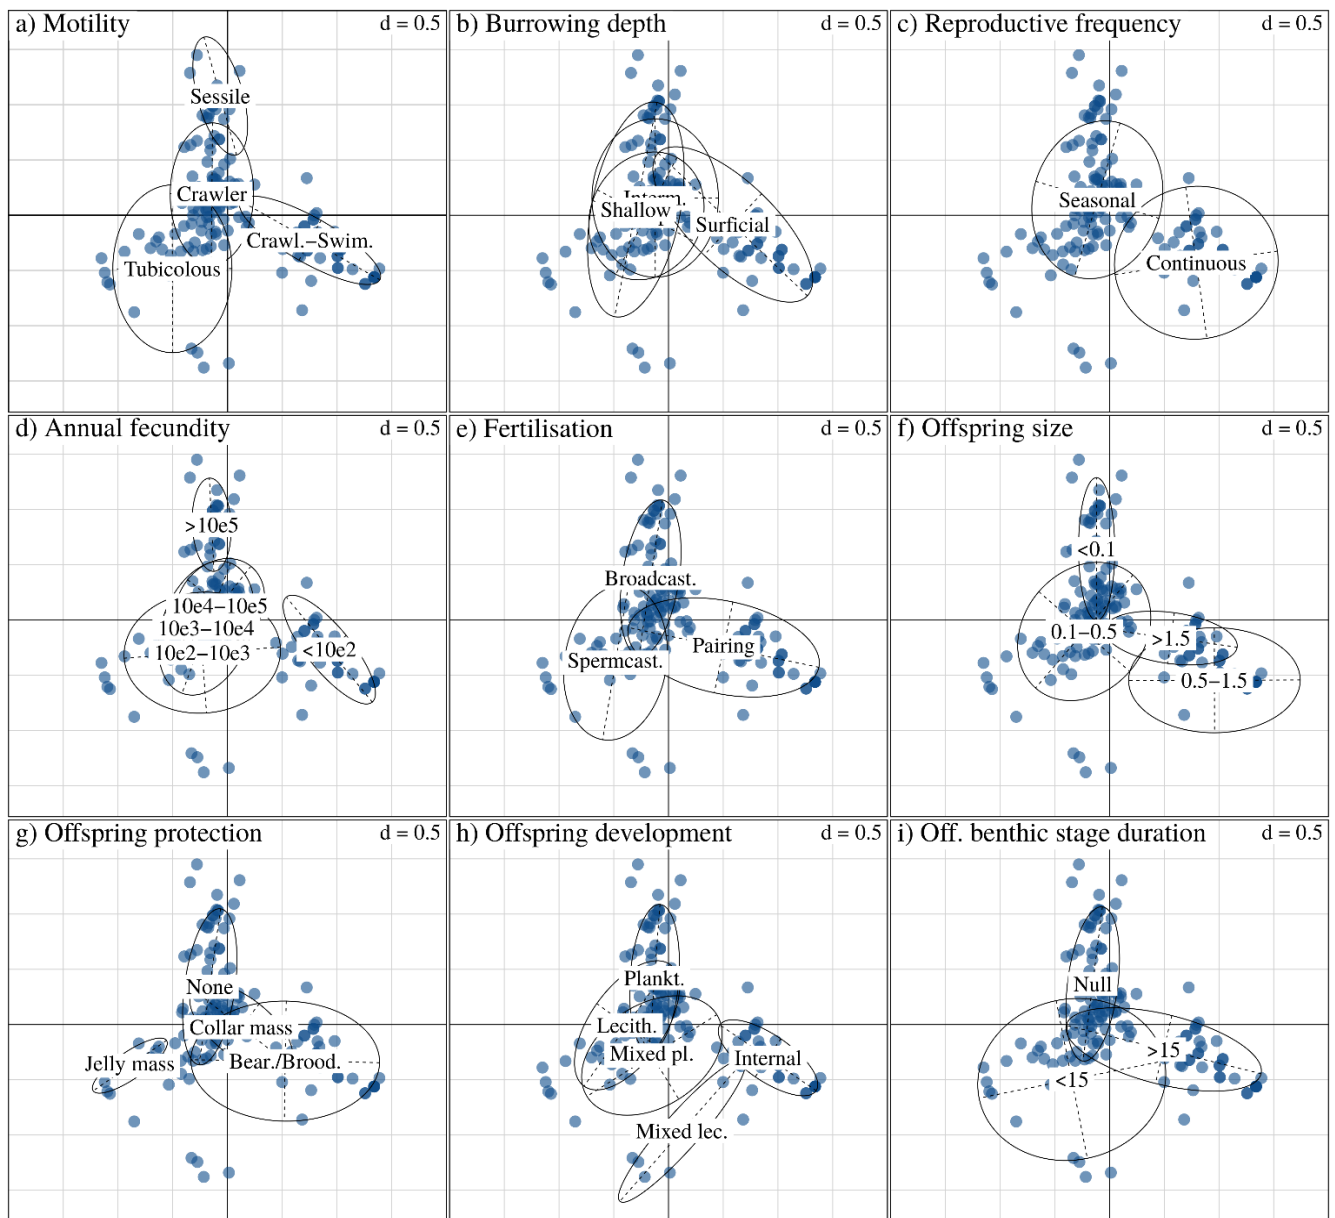 a) Motility d = 0.5
Sessile
Crawler
Crawl.−Swim.
Tubicolous
b) Burrowing depth d = 0.5
Interm.
Shallow
Surficial
c) Reproductive frequency d = 0.5
Seasonal
Continuous
d) Annual fecundity d = 0.5
>10e5
10e4−10e5
10e3−10e4
10e2−10e3
<10e2
e) Fertilisation d = 0.5
Broadcast.
Pairing
Spermcast.
f) Offspring size d = 0.5
<0.1
0.1−0.5
>1.5
0.5−1.5
g) Offspring protection d = 0.5
None
Collar mass
Jelly mass
Bear./Brood.
h) Offspring development d = 0.5
Plankt.
Lecith.
Mixed pl.
Internal
Mixed lec.
i) Off. benthic stage duration d = 0.5
Null
>15
<15